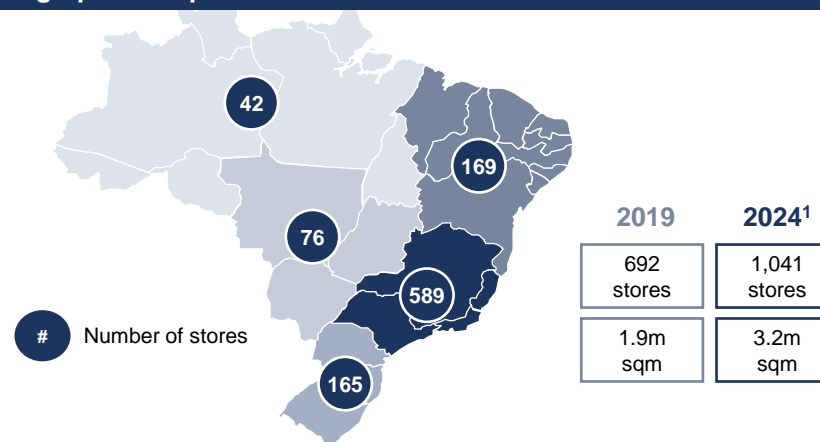 42
169
76
589
165
# Number of stores
2019 2024¹
692 stores
1,041 stores
1.9m sqm
3.2m sqm